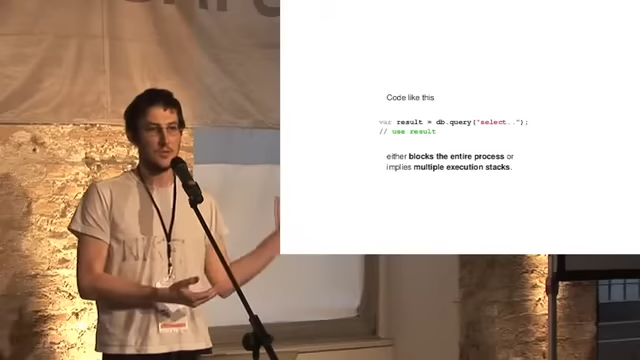 Code like this
var result = db.query("select..");
// use result
either blocks the entire process or
implies multiple execution stacks.